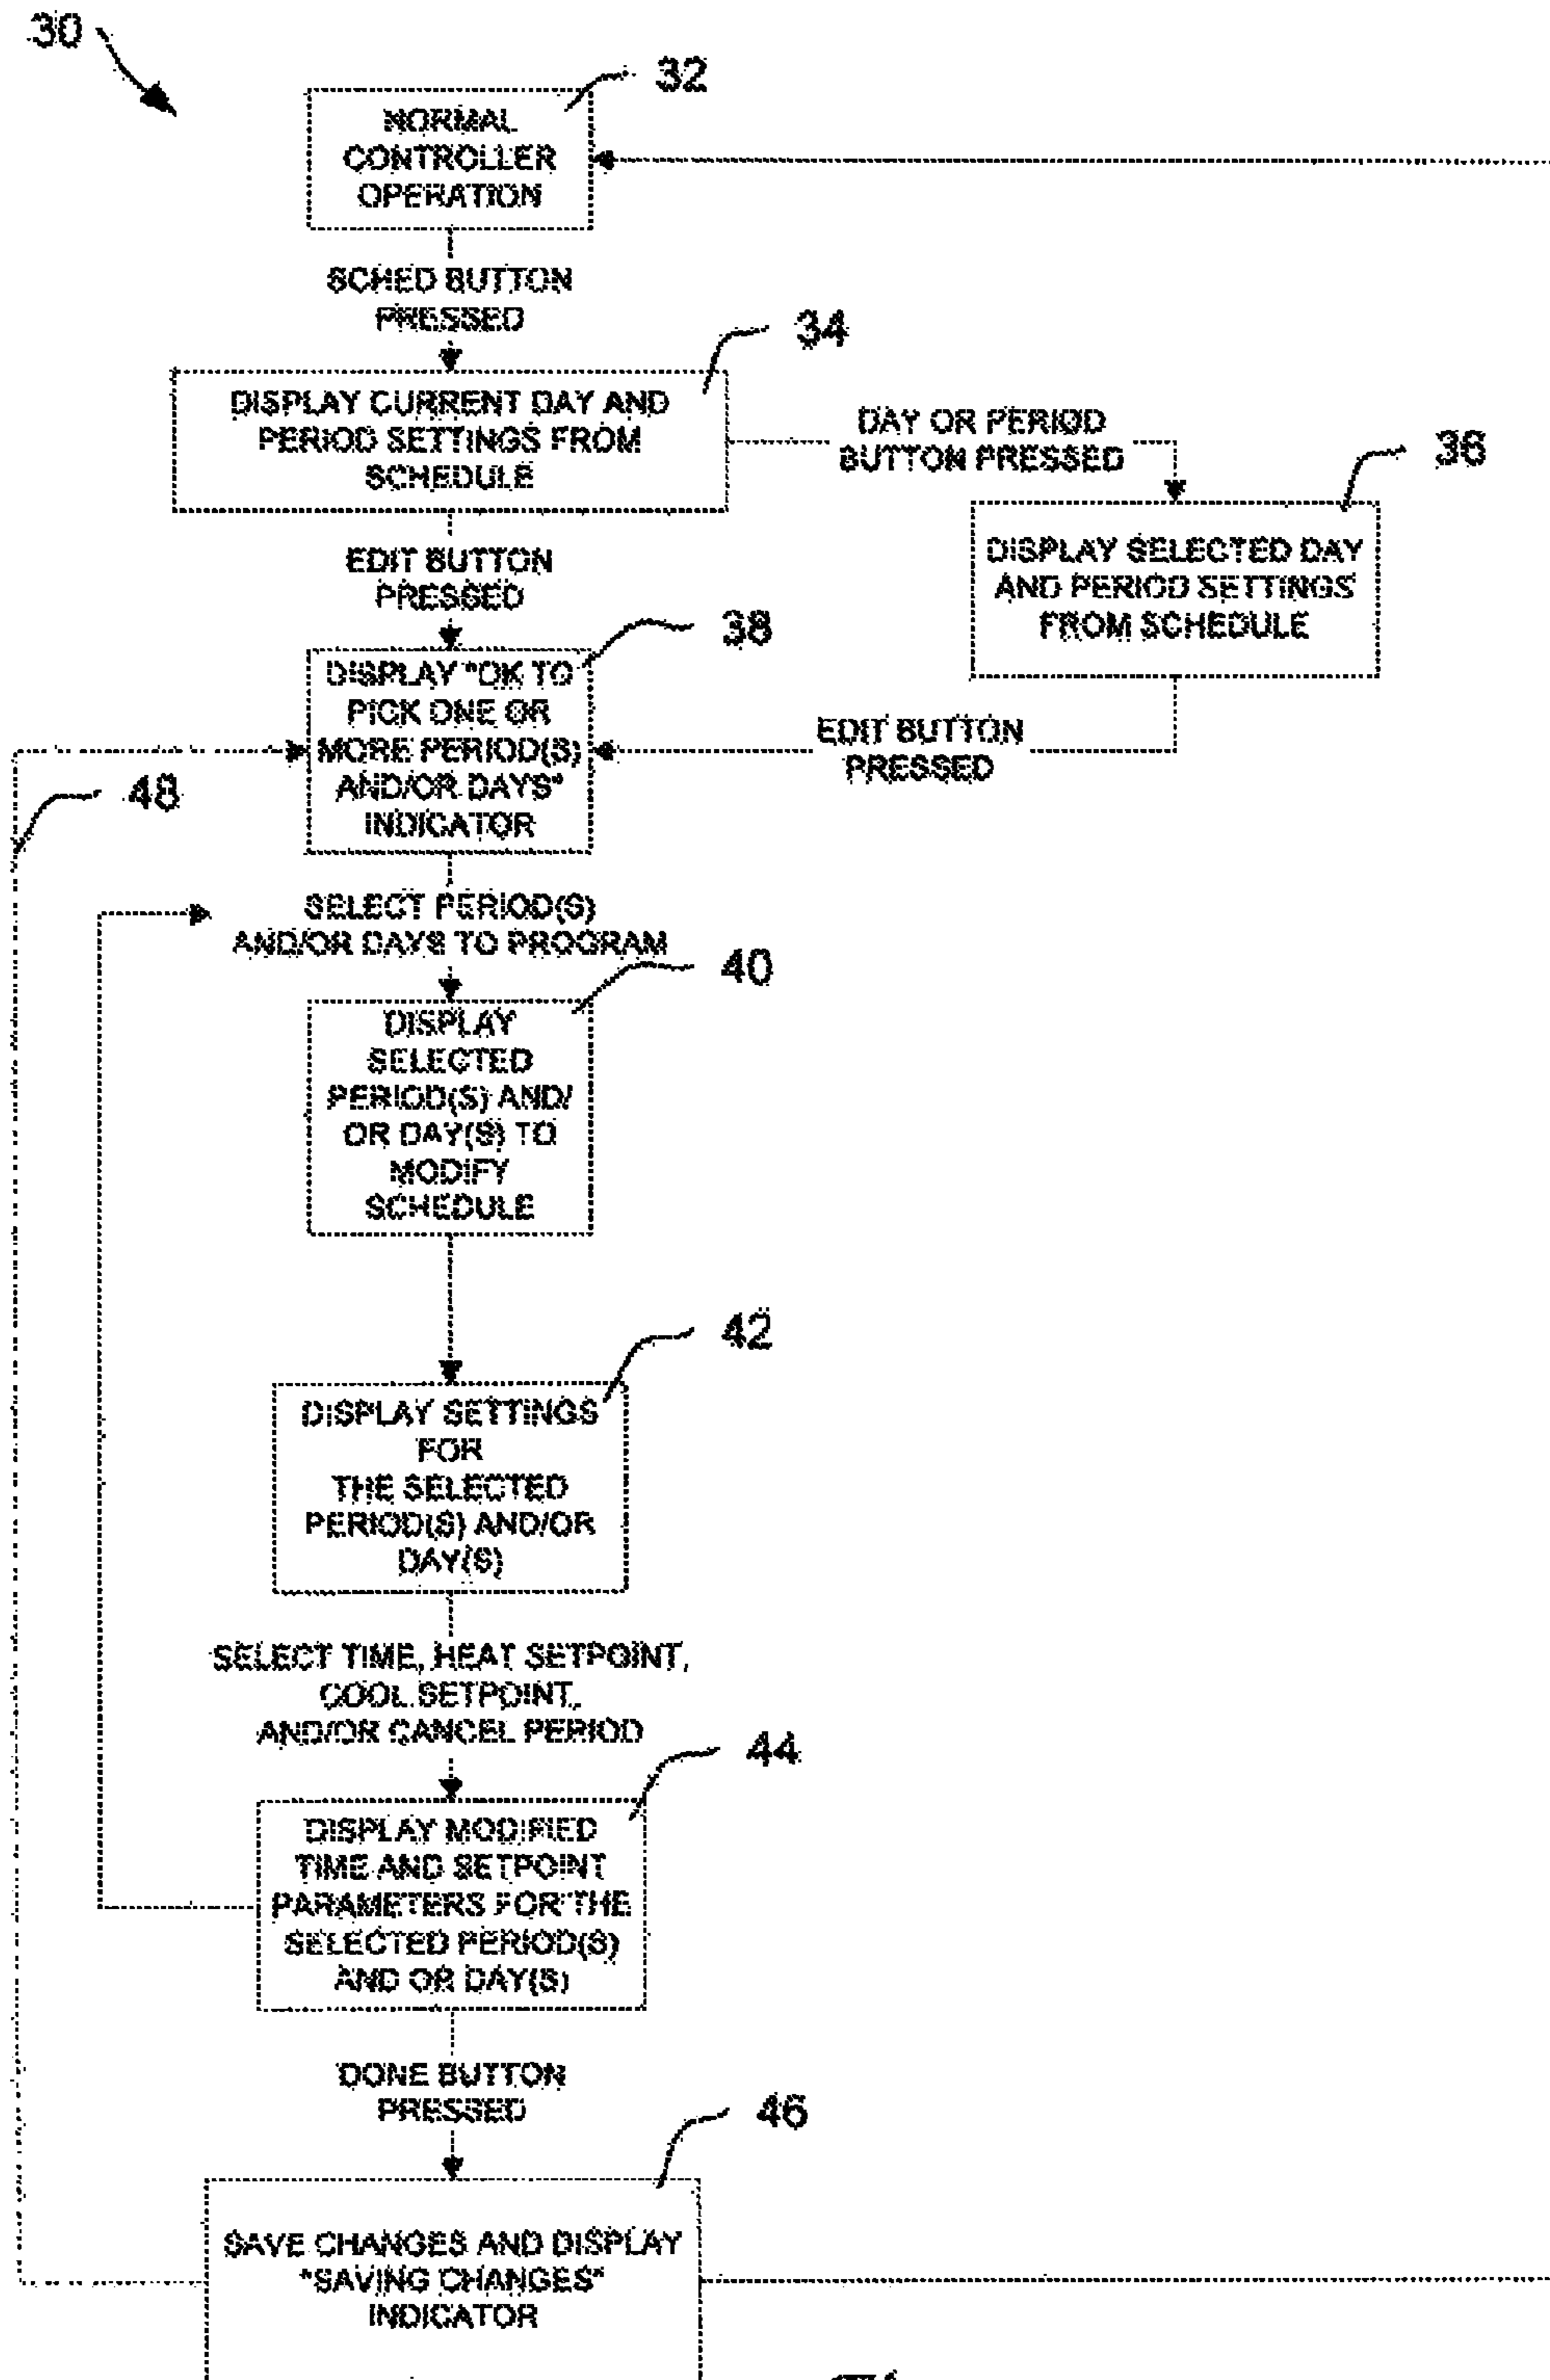 30
32
NORMAL
CONTROLLER
OPERATION
SCHED BUTTON
PRESSED
34
DISPLAY CURRENT DAY AND
PERIOD SETTINGS FROM
SCHEDULE
DAY OR PERIOD
BUTTON PRESSED
36
DISPLAY SELECTED DAY
AND PERIOD SETTINGS
FROM SCHEDULE
EDIT BUTTON
PRESSED
38
DISPLAY "OK TO
PICK ONE OR
MORE PERIOD(S)
AND/OR DAYS"
INDICATOR
EDIT BUTTON
PRESSED
48
SELECT PERIOD(S)
AND/OR DAYS TO PROGRAM
40
DISPLAY
SELECTED
PERIOD(S) AND/
OR DAY(S) TO
MODIFY
SCHEDULE
42
DISPLAY SETTINGS
FOR
THE SELECTED
PERIOD(S) AND/OR
DAY(S)
SELECT TIME, HEAT SETPOINT,
COOL SETPOINT,
AND/OR CANCEL PERIOD
44
DISPLAY MODIFIED
TIME AND SETPOINT
PARAMETERS FOR THE
SELECTED PERIOD(S)
AND OR DAY(S)
DONE BUTTON
PRESSED
46
SAVE CHANGES AND DISPLAY
"SAVING CHANGES"
INDICATOR